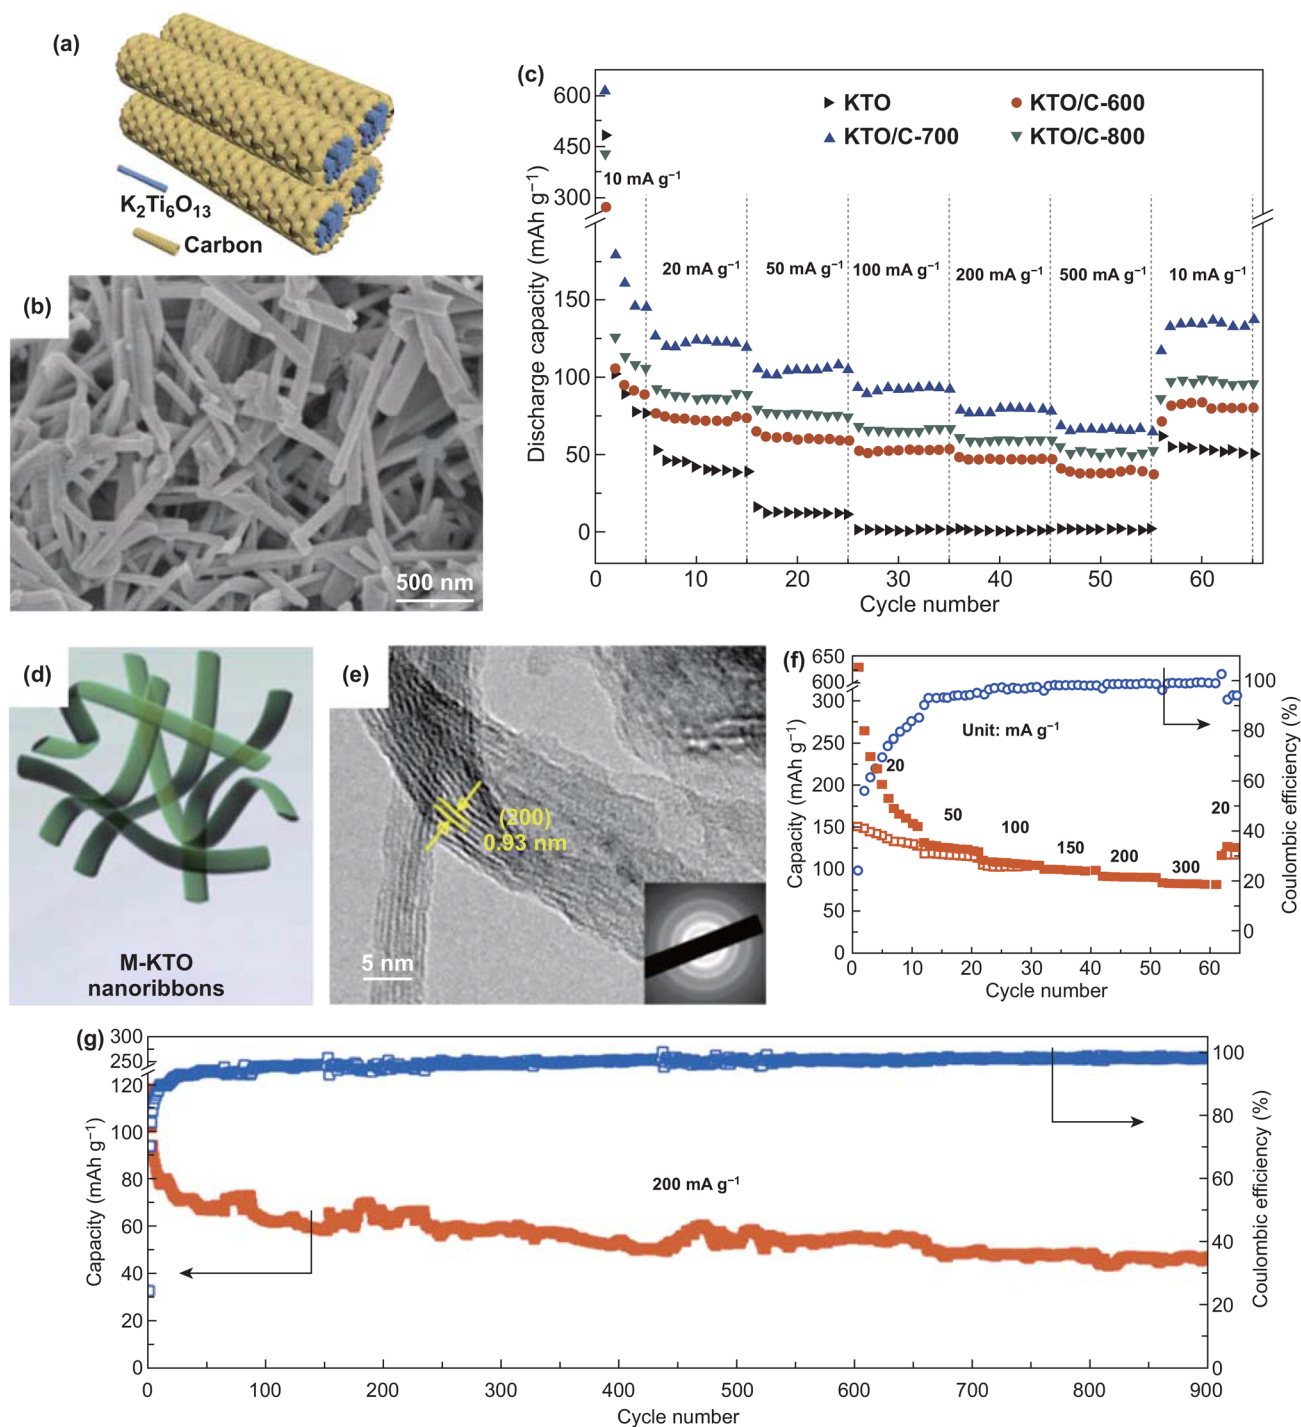 (a)
K₂Ti₆O₁₃
Carbon
(b)
500 nm
(c)
Discharge capacity (mAh g⁻¹)
600
450
300
150
100
50
0
KTO
KTO/C-600
KTO/C-700
KTO/C-800
10 mA g⁻¹
20 mA g⁻¹
50 mA g⁻¹
100 mA g⁻¹
200 mA g⁻¹
500 mA g⁻¹
10 mA g⁻¹
0 10 20 30 40 50 60
Cycle number
(d)
M-KTO
nanoribbons
(e)
(200)
0.93 nm
5 nm
(f)
Capacity (mAh g⁻¹)
650
600
300
250
200
150
100
50
0
Unit: mA g⁻¹
20
50
100
150
200
300
20
100
80
60
40
20
0
Coulombic efficiency (%)
0 10 20 30 40 50 60
Cycle number
(g)
Capacity (mAh g⁻¹)
300
250
120
100
80
60
40
20
0
200 mA g⁻¹
100
80
60
40
20
0
Coulombic efficiency (%)
0 100 200 300 400 500 600 700 800 900
Cycle number